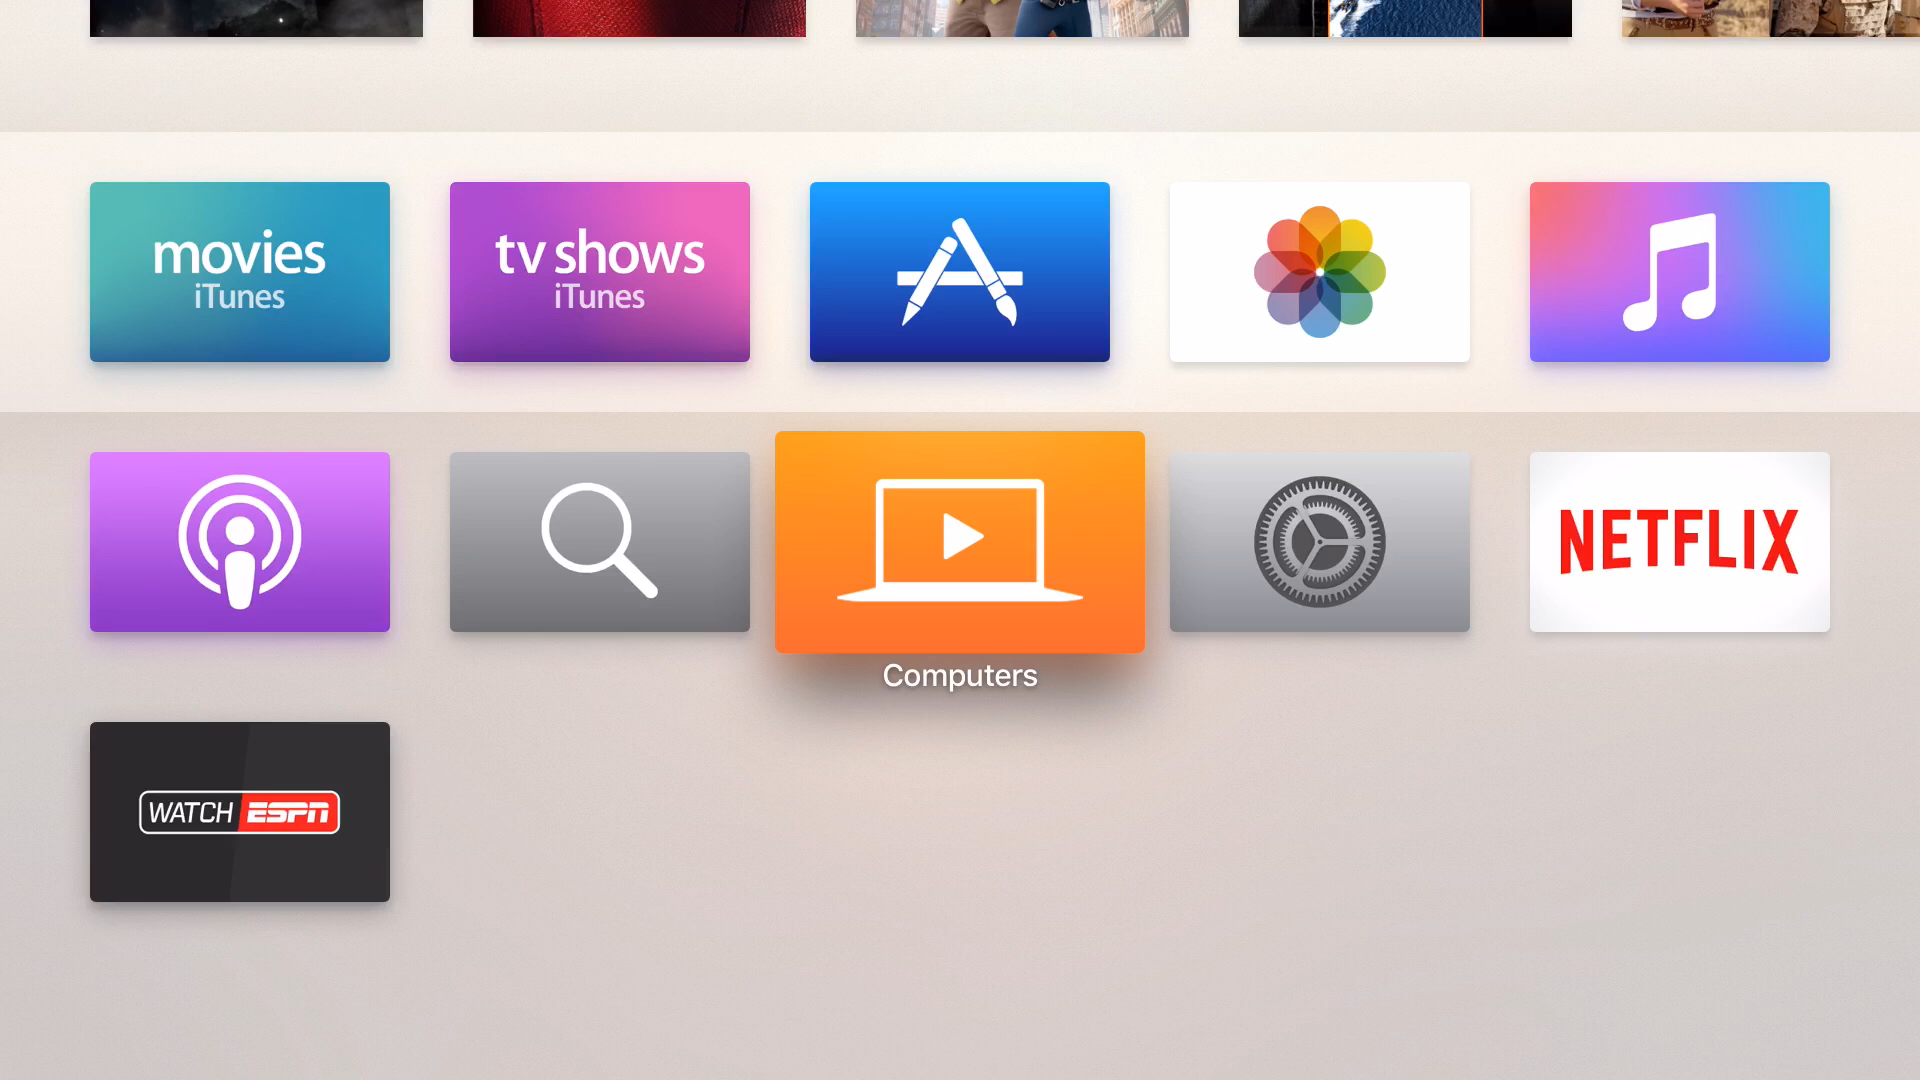 movies
iTunes
tv shows
iTunes
NETFLIX
Computers
WATCH ESPN